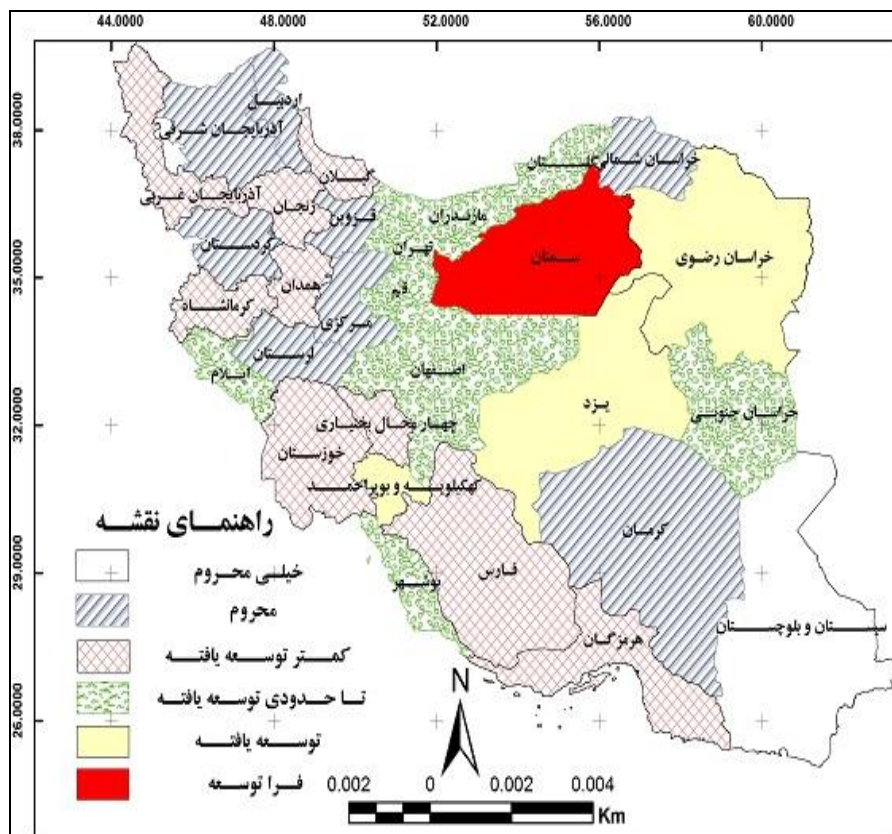 44.0000 48.0000 52.0000 56.0000 60.0000
38.0000
35.0000
32.0000
29.0000
26.0000
اردبیل
آذربایجان شرقی
خراسان شمالی
گلستان
گیلان
آذربایجان غربی
زنجان
قزوین
مازندران
تهران
کردستان
سمنان
خراسان رضوی
همدان
قم
کرمانشاه
مرکزی
لرستان
ایلام
اصفهان
یزد
خراسان جنوبی
چهار محال بختیاری
خوزستان
کهکیلویه و بویراحمد
کرمان
فارس
بوشهر
هرمزگان
سیستان و بلوچستان
راهنمای نقشه
خیلی محروم
محروم
کمتر توسعه یافته
تا حدودی توسعه یافته
توسعه یافته
فرا توسعه
N
0.002 0 0.002 0.004
Km